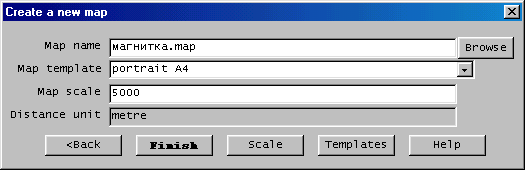 Create a new map
Map name магнитка.map Browse
Map template portrait A4
Map scale 5000
Distance unit metre
<Back Finish Scale Templates Help